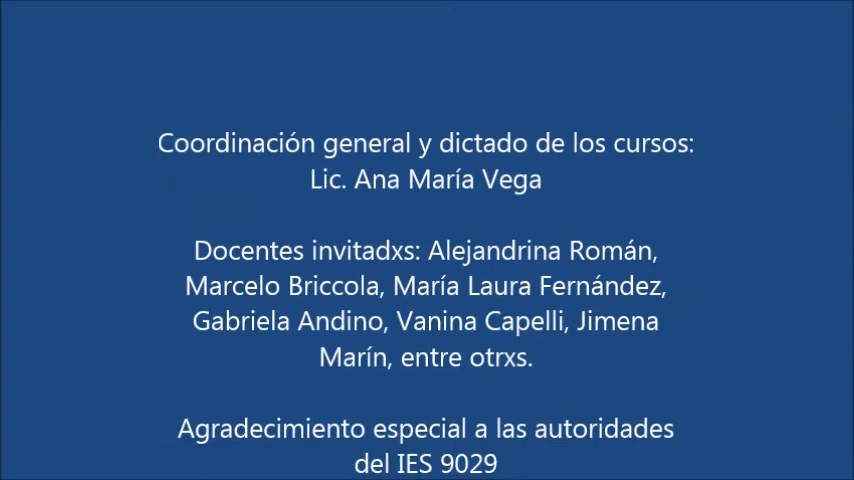 Coordinación general y dictado de los cursos:
Lic. Ana María Vega
Docentes invitadxs: Alejandrina Román,
Marcelo Briccola, María Laura Fernández,
Gabriela Andino, Vanina Capelli, Jimena
Marín, entre otrxs.
Agradecimiento especial a las autoridades
del IES 9029